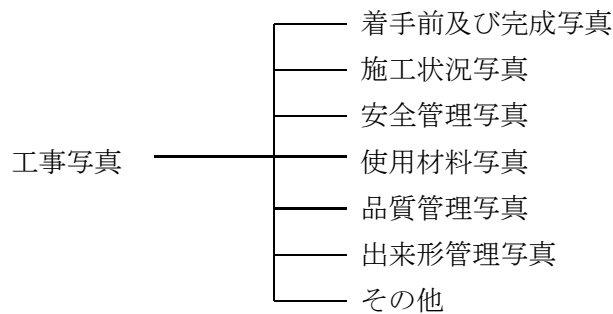 工事写真
着手前及び完成写真
施工状況写真
安全管理写真
使用材料写真
品質管理写真
出来形管理写真
その他